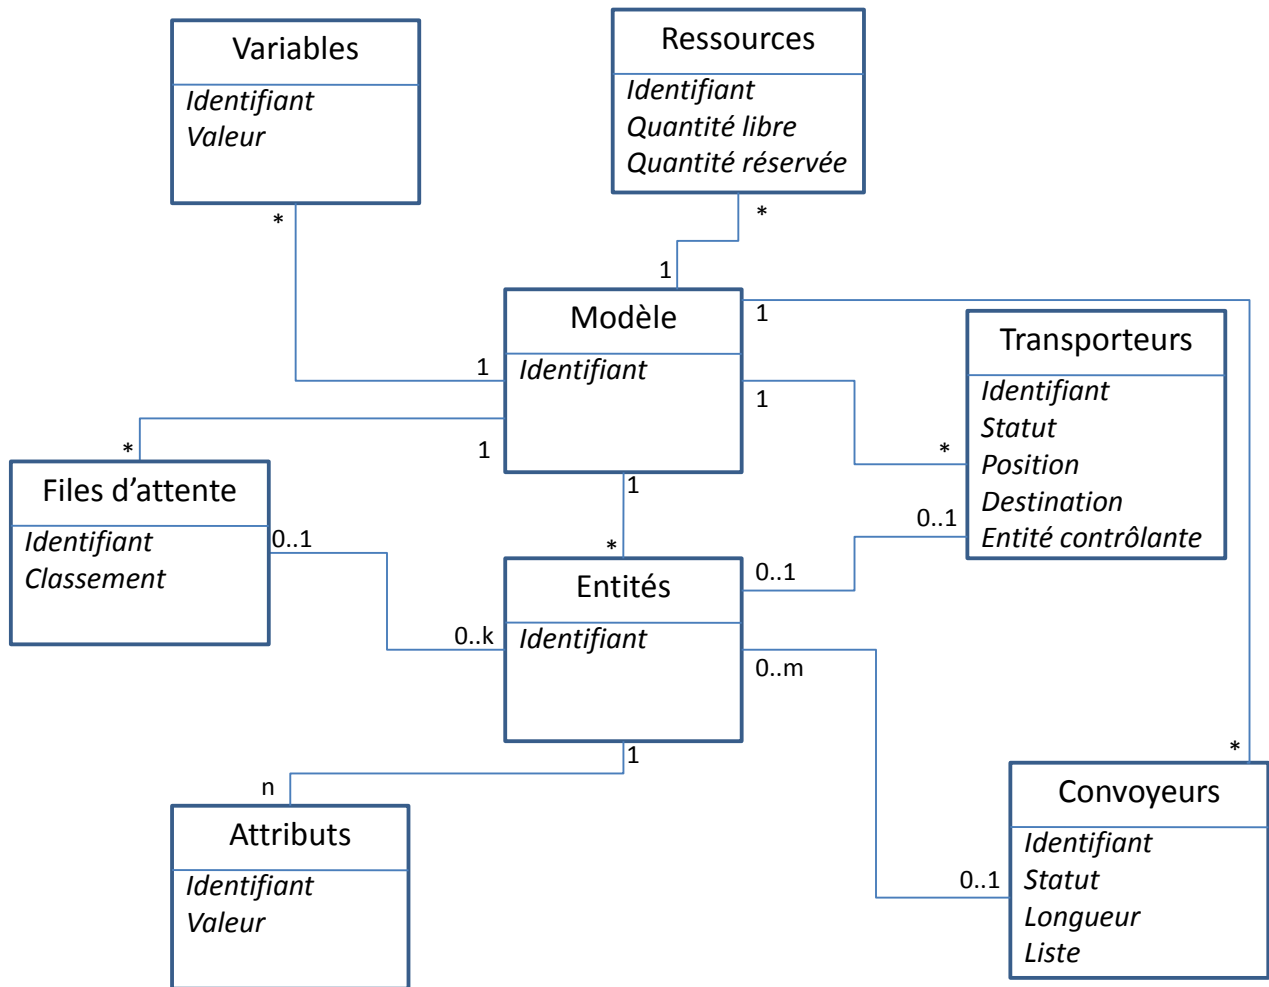 Variables
Identifiant
Valeur
*
Ressources
Identifiant
Quantité libre
Quantité réservée
*
1
Modèle
Identifiant
1
1
1
1
1
*
Transporteurs
Identifiant
Statut
Position
Destination
Entité contrôlante
*
0..1
Files d'attente
Identifiant
Classement
0..1
*
Entités
Identifiant
0..1
0..k
0..m
1
n
Attributs
Identifiant
Valeur
*
Convoyeurs
Identifiant
Statut
Longueur
Liste
0..1